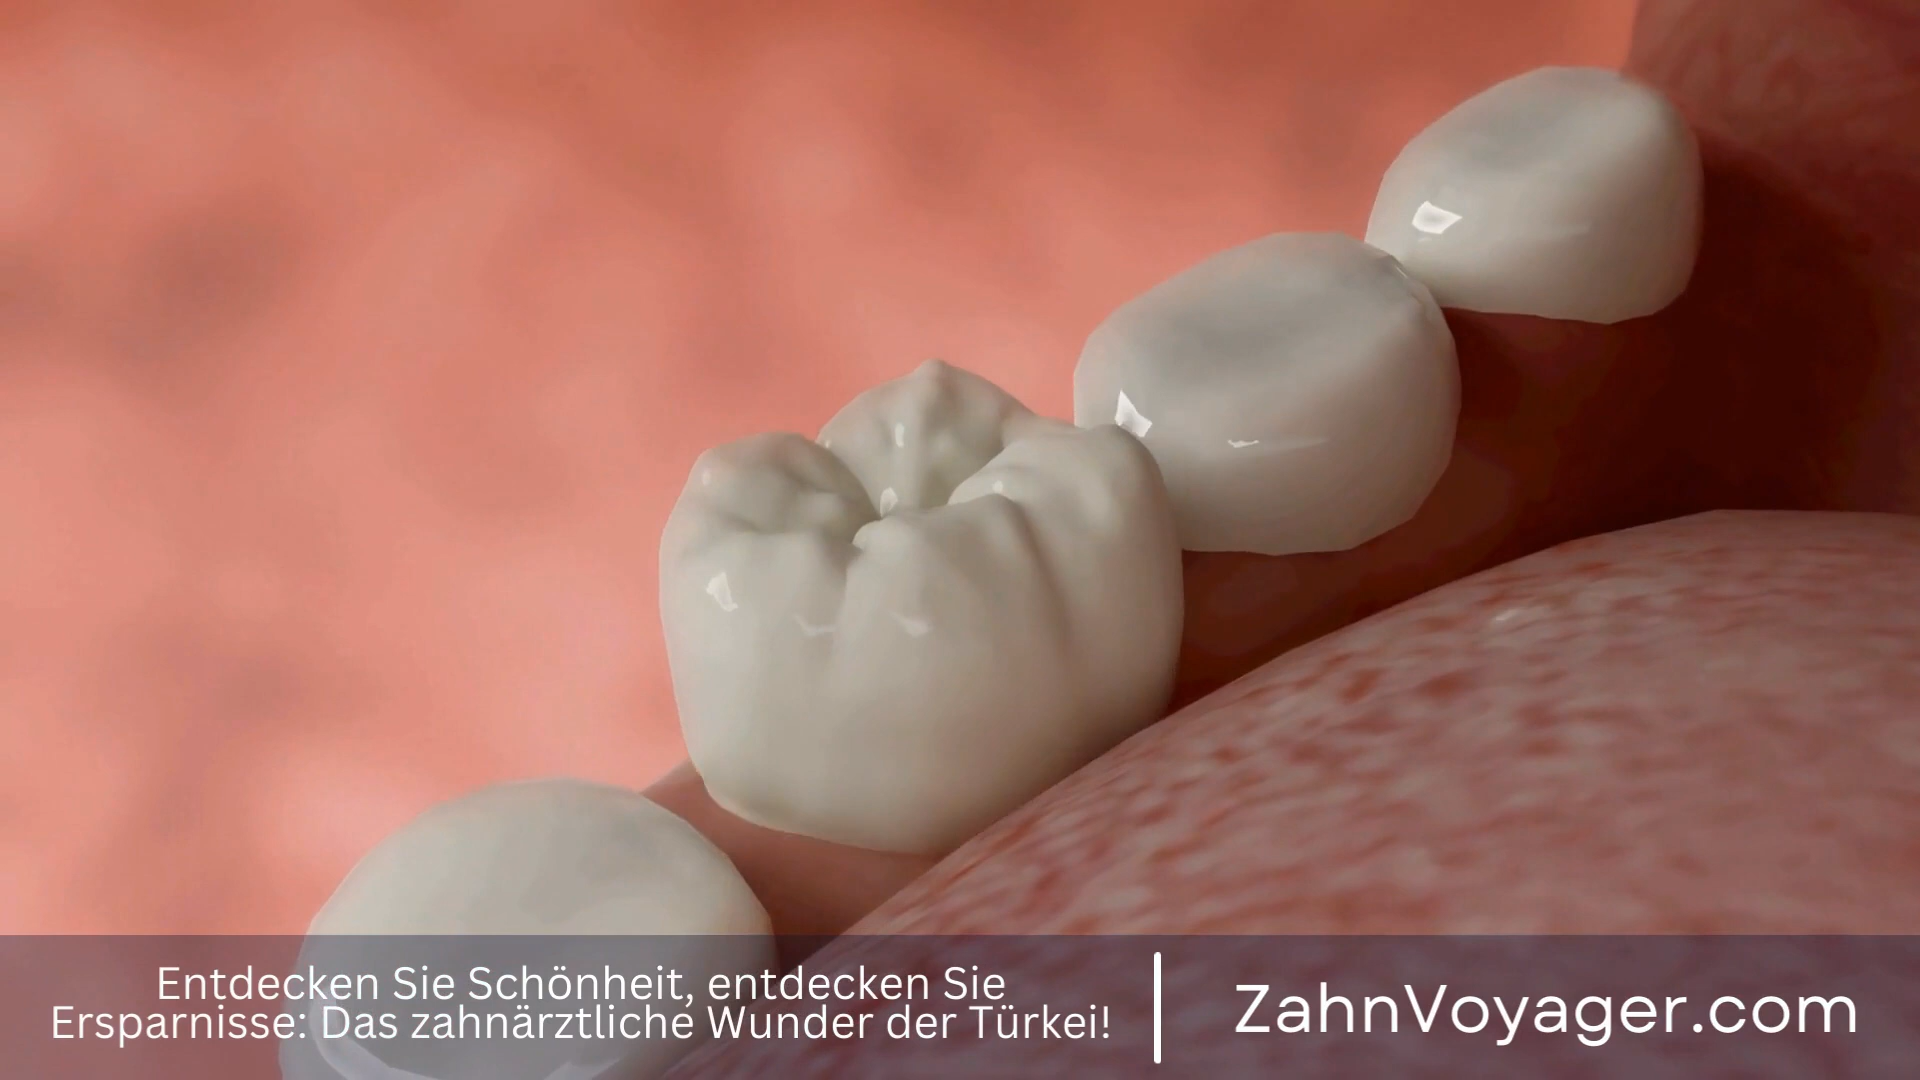 Entdecken Sie Schönheit, entdecken Sie
Ersparnisse: Das zahnärztliche Wunder der Türkei!
ZahnVoyager.com